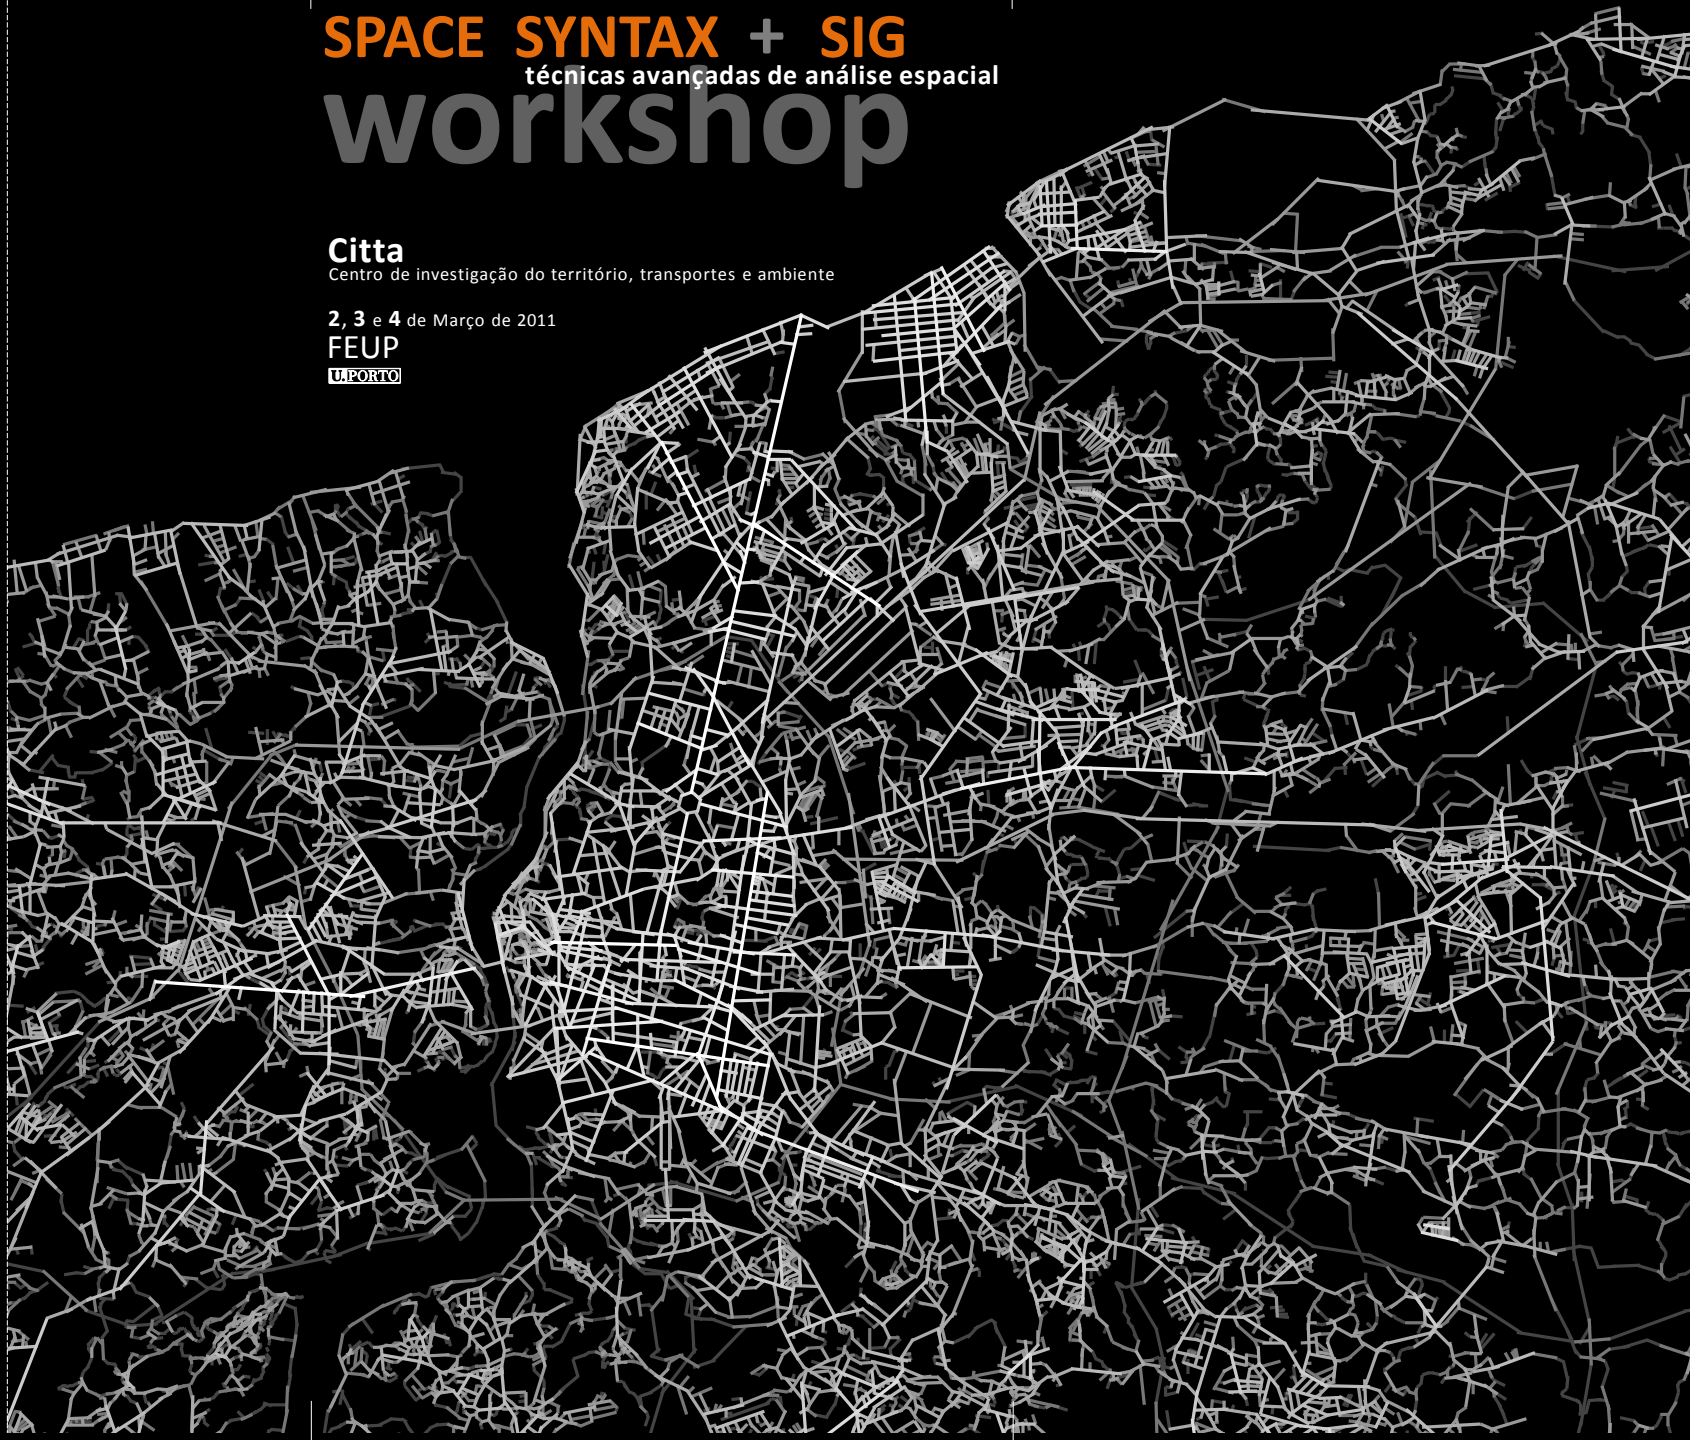 SPACE SYNTAX + SIG
técnicas avançadas de análise espacial
workshop
Citta
Centro de investigação do território, transportes e ambiente
2, 3 e 4 de Março de 2011
FEUP
U.PORTO